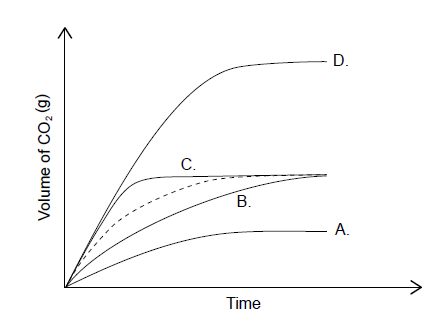 D.
C.
B.
A.
Volume of CO₂ (g)
Time